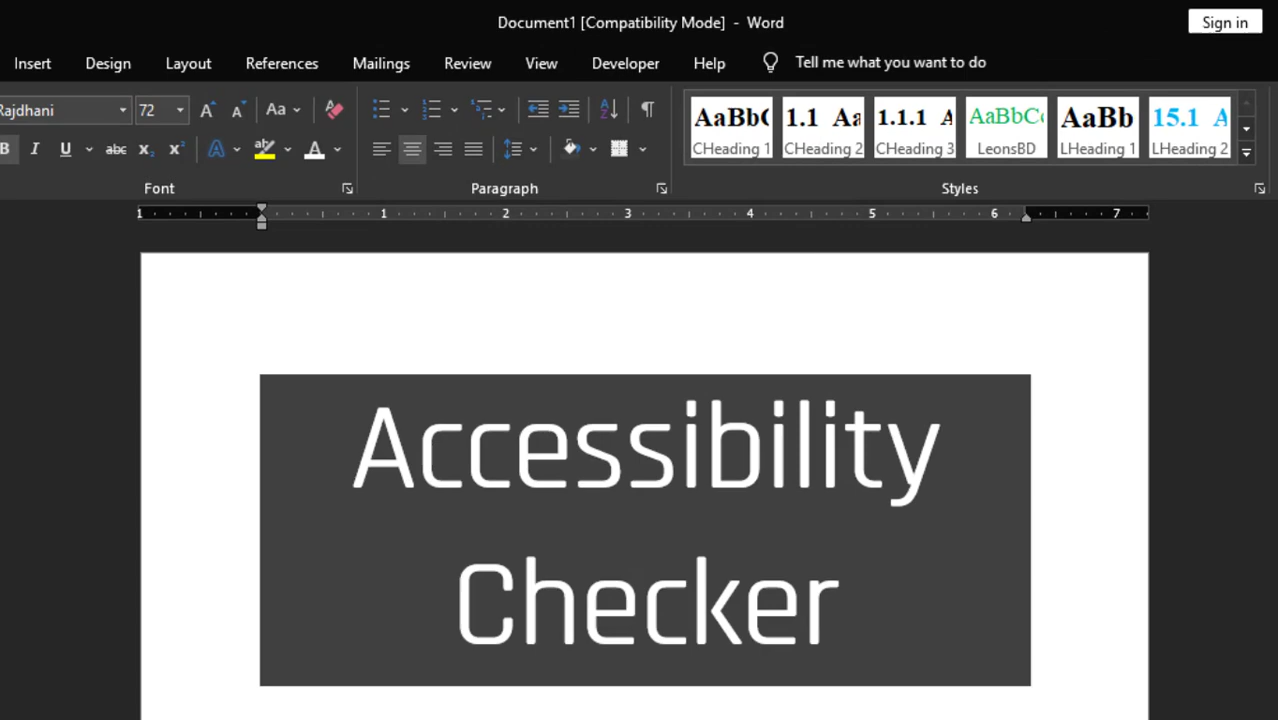 Document1 [Compatibility Mode] - Word
Sign in
Insert Design Layout References Mailings Review View Developer Help Tell me what you want to do
Rajdhani 72 Aa
B I U abc x₂ x² A ab A
AaBbC 1.1 Aa 1.1.1 A AaBbCc AaBb 15.1 A
CHeading 1 CHeading 2 CHeading 3 LeonsBD LHeading 1 LHeading 2
Font Paragraph Styles
1 1 2 3 4 5 6 7
Accessibility
Checker